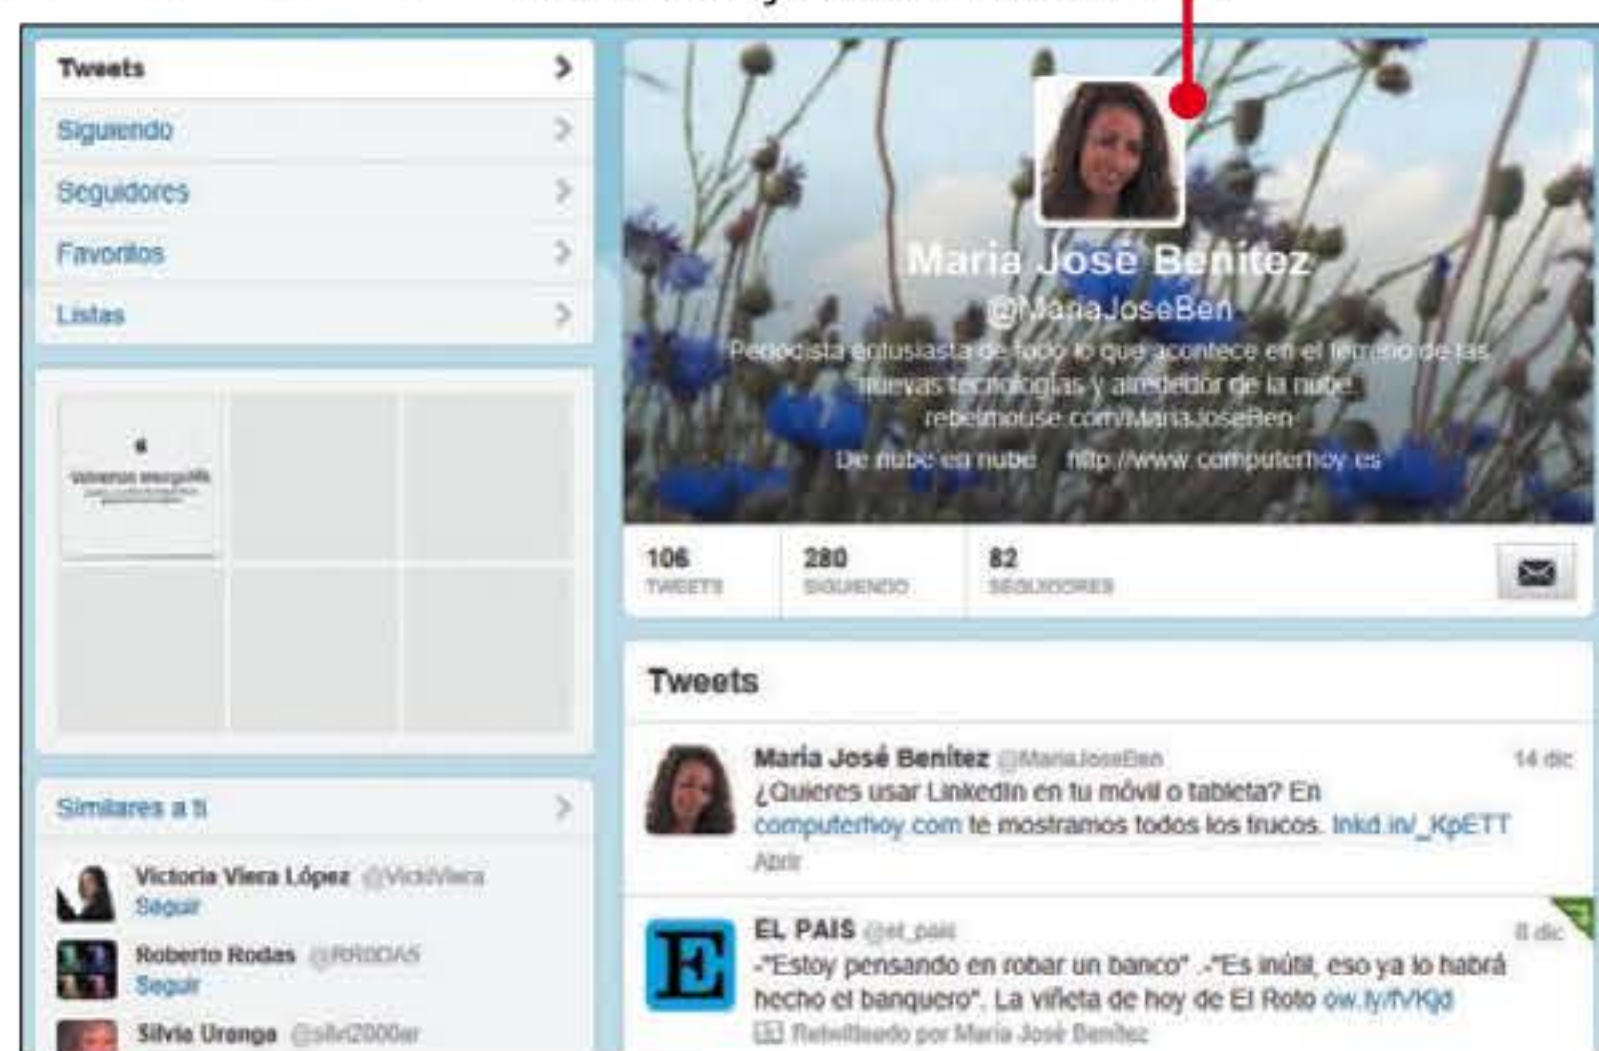 Tweets
Siguiendo
Seguidores
Favoritos
Listas
Similares a ti
Victoria Viera López @VickiViera
Seguir
Roberto Rodas
Seguir
Silvia Uranga
Maria José Benítez
@MariaJoseBen
Periodista entusiasta de todo lo que acontece en el terreno de las
nuevas tecnologías y alrededor de la nube.
rebelmouse.com/MariaJoseBen
De nube en nube http://www.computerhoy.es
106
TWEETS
280
SIGUIENDO
82
SEGUIDORES
Tweets
María José Benítez @MariaJoseBen 14 dic
¿Quieres usar LinkedIn en tu móvil o tableta? En
computerhoy.com te mostramos todos los trucos. lnkd.in/_KpETT
Abrir
EL PAIS @el_pais 8 dic
-"Estoy pensando en robar un banco" .-"Es inútil, eso ya lo habrá
hecho el banquero". La viñeta de hoy de El Roto
Retwitteado por María José Benítez